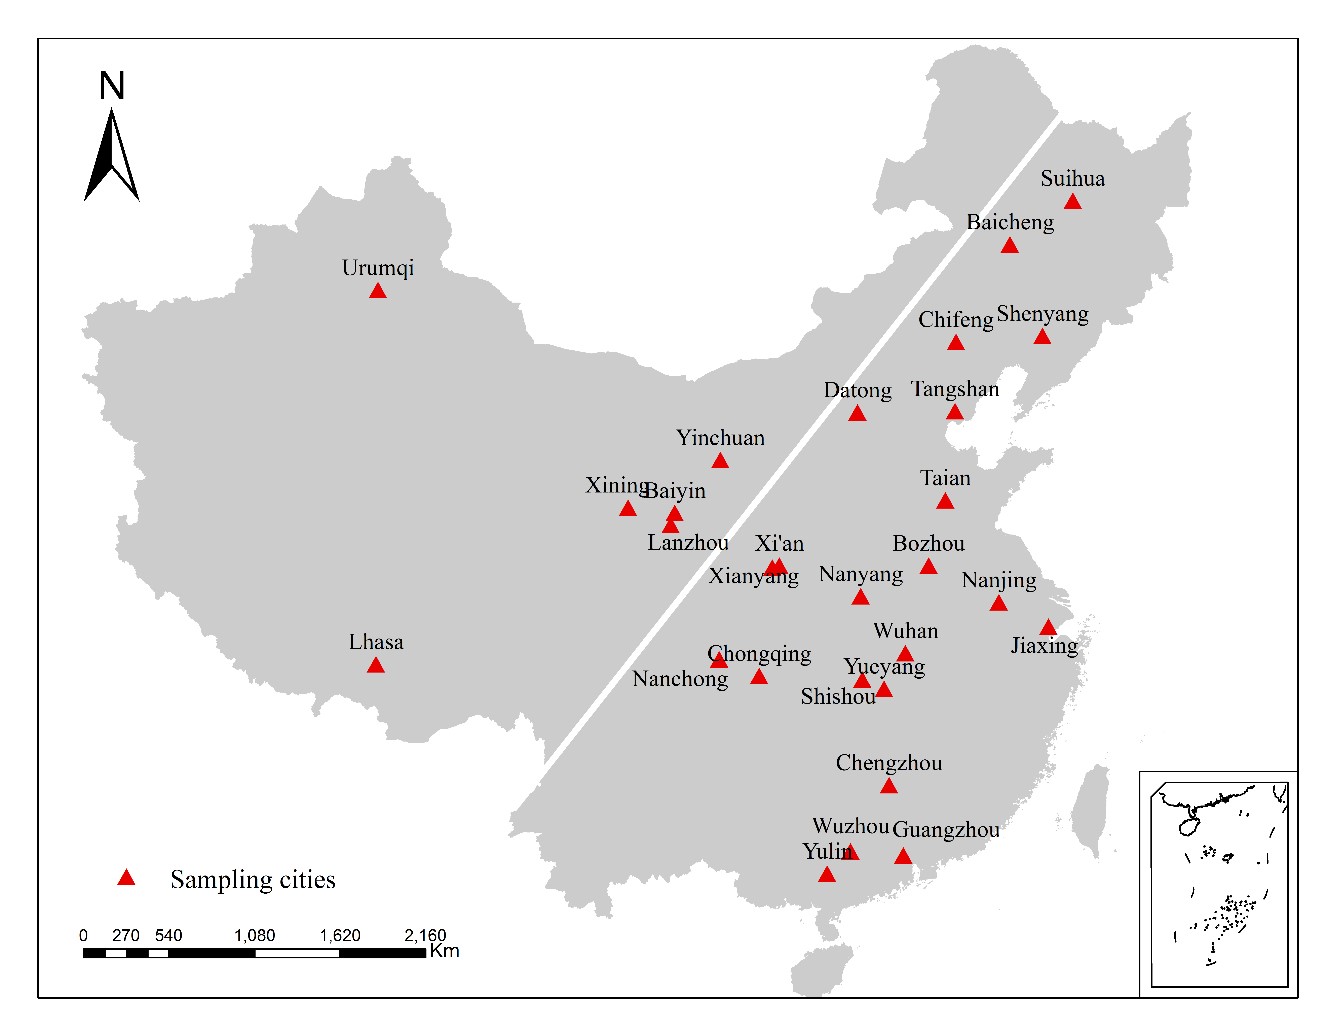 N
Suihua
Baicheng
Urumqi
Chifeng
Shenyang
Datong
Tangshan
Yinchuan
Taian
Xining
Baiyin
Lanzhou
Xi'an
Bozhou
Xianyang
Nanyang
Nanjing
Wuhan
Jiaxing
Lhasa
Chongqing
Yueyang
Nanchong
Shishou
Chengzhou
Wuzhou
Guangzhou
Yulin
Sampling cities
0 270 540 1,080 1,620 2,160
Km